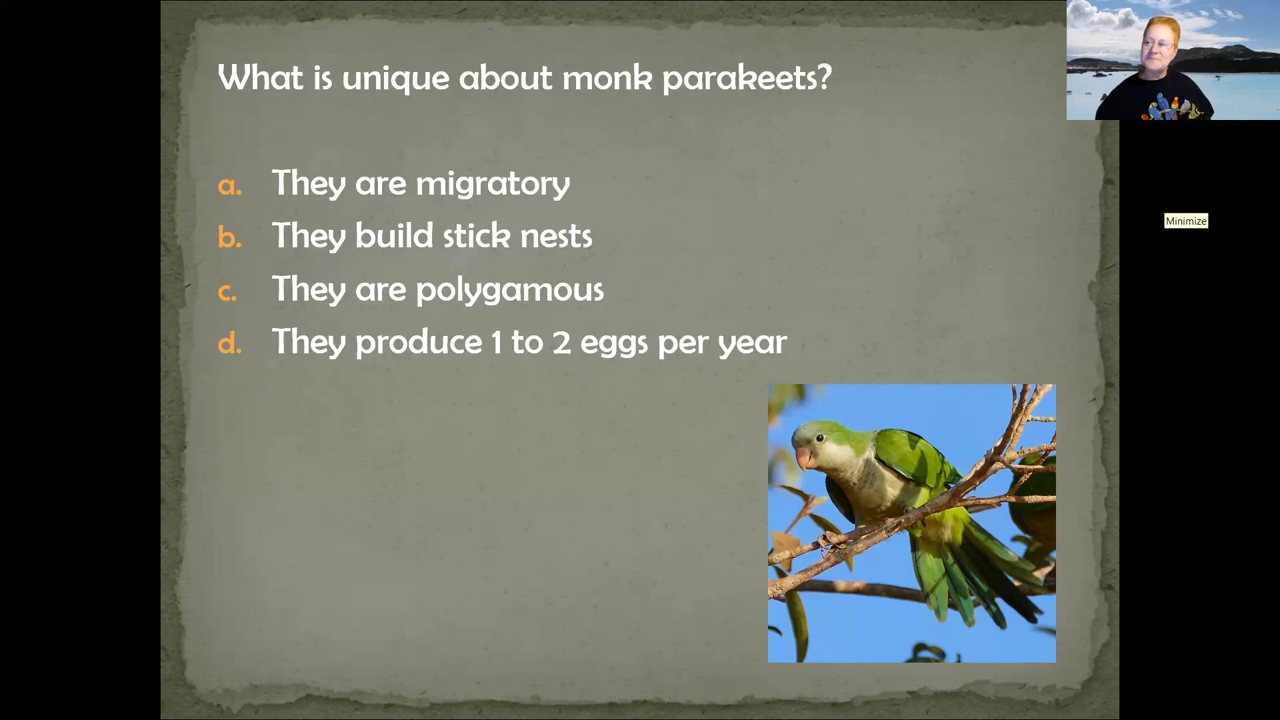 What is unique about monk parakeets?
a. They are migratory
b. They build stick nests
c. They are polygamous
d. They produce 1 to 2 eggs per year
Minimize